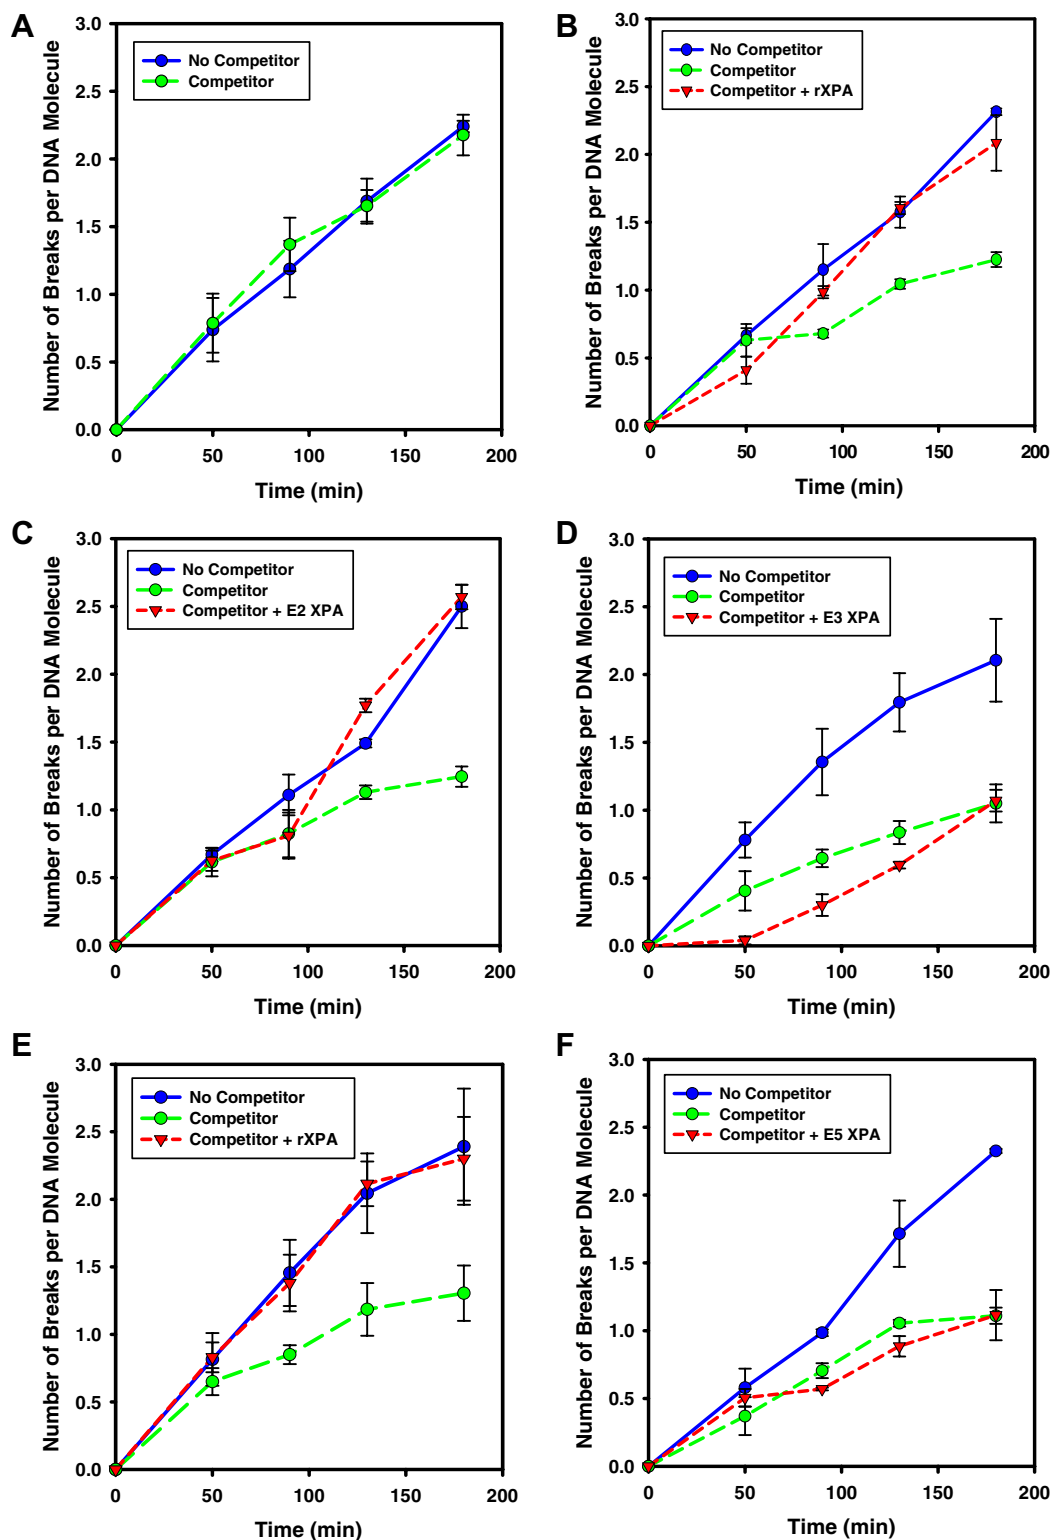 A
Number of Breaks per DNA Molecule
3.0
2.5
2.0
1.5
1.0
0.5
0.0
No Competitor
Competitor
0
50
100
150
200
Time (min)
B
Number of Breaks per DNA Molecule
3.0
2.5
2.0
1.5
1.0
0.5
0.0
No Competitor
Competitor
Competitor + rXPA
0
50
100
150
200
Time (min)
C
Number of Breaks per DNA Molecule
3.0
2.5
2.0
1.5
1.0
0.5
0.0
No Competitor
Competitor
Competitor + E2 XPA
0
50
100
150
200
Time (min)
D
Number of Breaks per DNA Molecule
3.0
2.5
2.0
1.5
1.0
0.5
0.0
No Competitor
Competitor
Competitor + E3 XPA
0
50
100
150
200
Time (min)
E
Number of Breaks per DNA Molecule
3.0
2.5
2.0
1.5
1.0
0.5
0.0
No Competitor
Competitor
Competitor + rXPA
0
50
100
150
200
Time (min)
F
Number of Breaks per DNA Molecule
3.0
2.5
2.0
1.5
1.0
0.5
0.0
No Competitor
Competitor
Competitor + E5 XPA
0
50
100
150
200
Time (min)